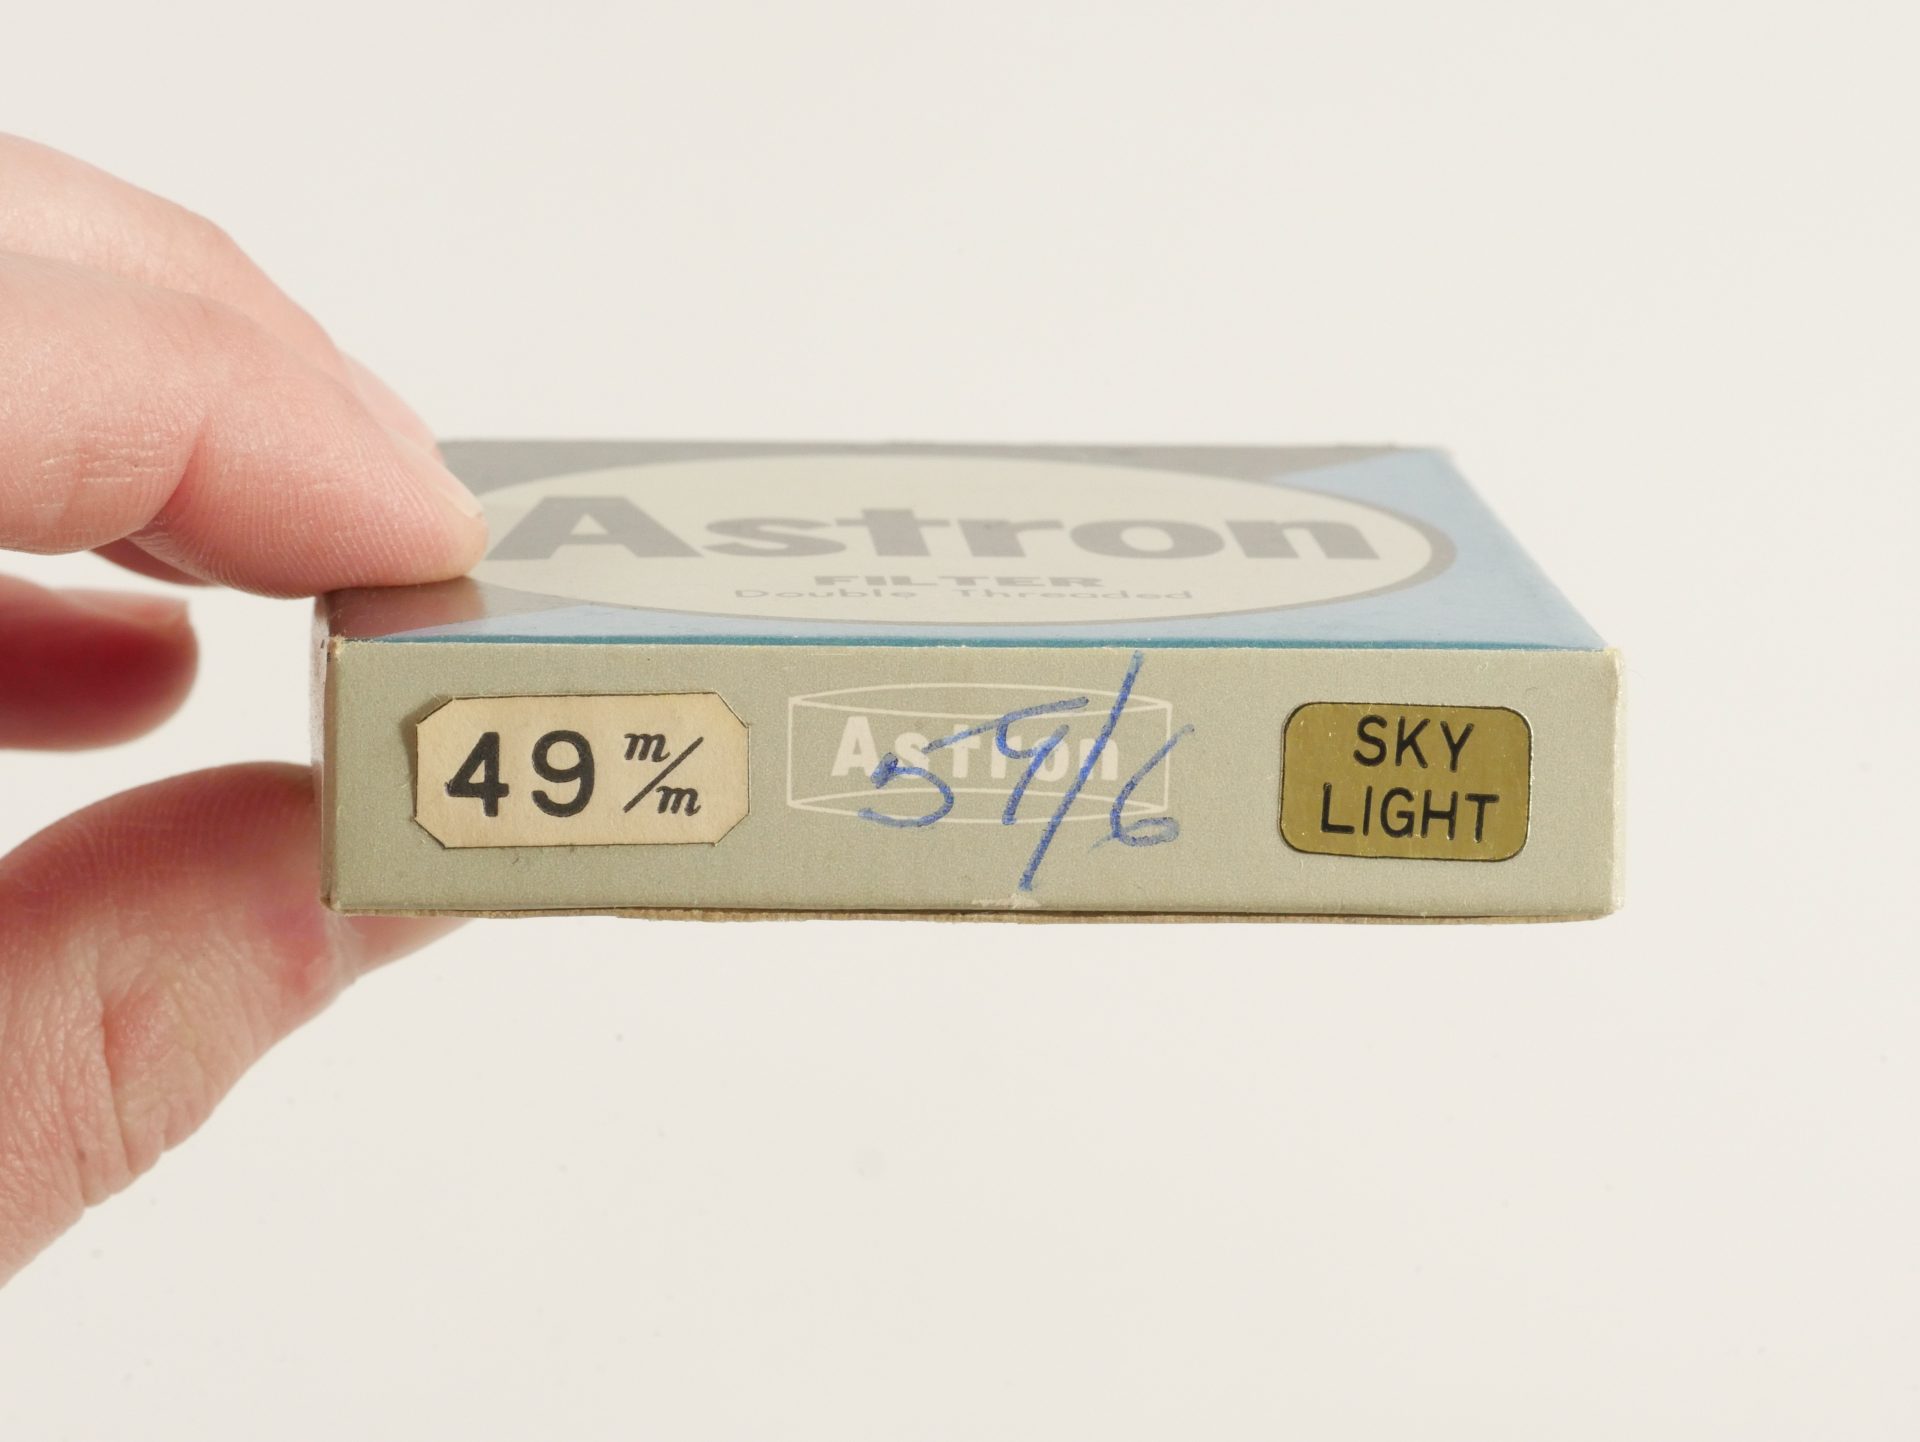 Astron
FILTER
Double Threaded
49 m/m
Astron
59/6
SKY
LIGHT